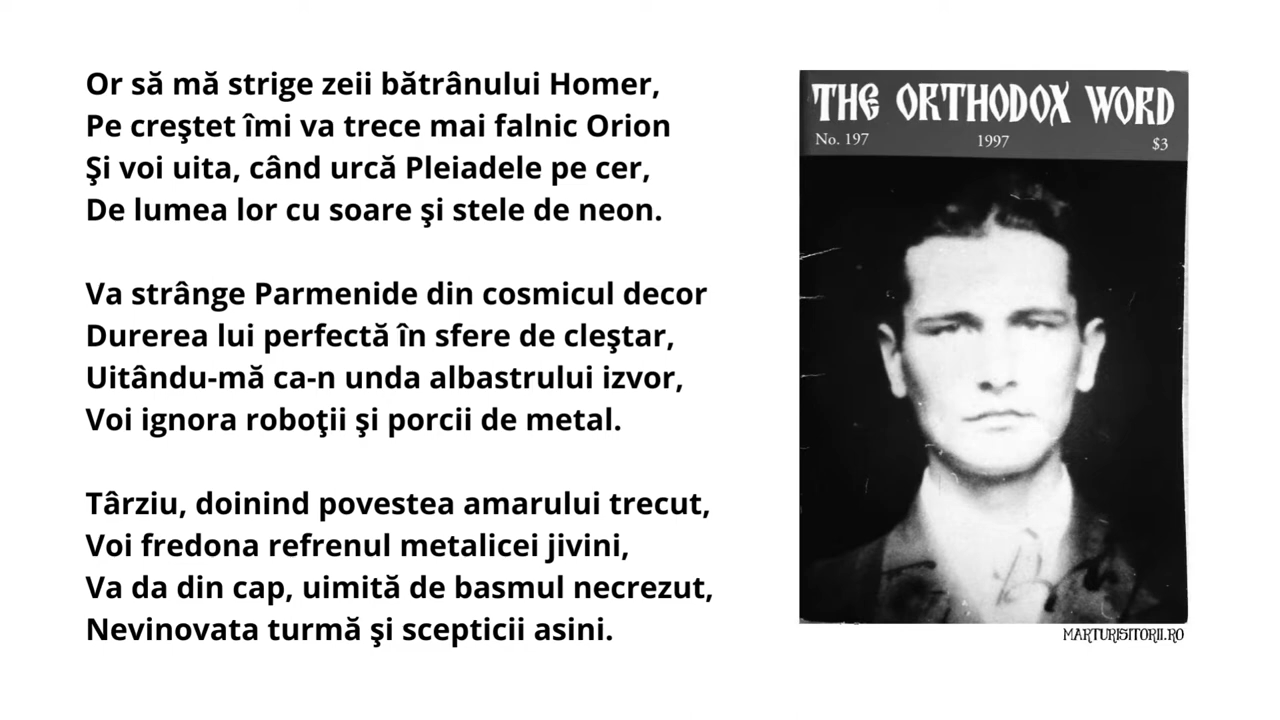 Or să mă strige zeii bătrânului Homer,
Pe creştet îmi va trece mai falnic Orion
Şi voi uita, când urcă Pleiadele pe cer,
De lumea lor cu soare şi stele de neon.
Va strânge Parmenide din cosmicul decor
Durerea lui perfectă în sfere de cleştar,
Uitându-mă ca-n unda albastrului izvor,
Voi ignora roboţii şi porcii de metal.
Târziu, doinind povestea amarului trecut,
Voi fredona refrenul metalicei jivini,
Va da din cap, uimită de basmul necrezut,
Nevinovata turmă şi scepticii asini.
THE ORTHODOX WORD
No. 197 1997 $3
MARTURISITORII.RO